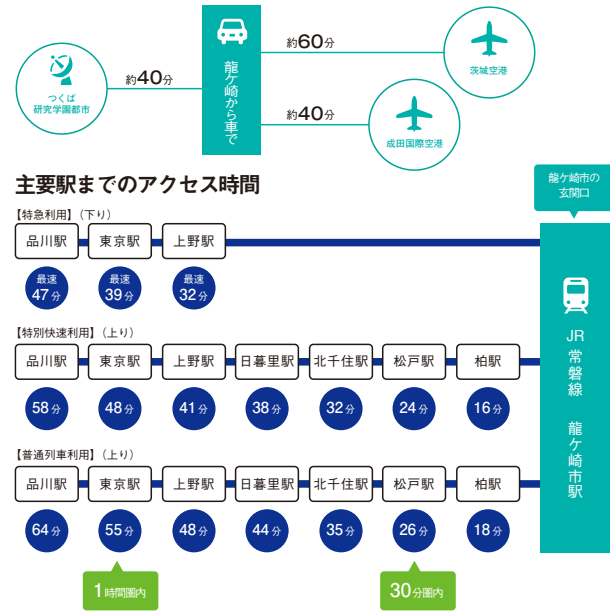 約60分
茨城空港
約40分
つくば
研究学園都市
龍ケ崎から車で
約40分
成田国際空港
主要駅までのアクセス時間
龍ケ崎市の
玄関口
【特急利用】（下り）
品川駅 東京駅 上野駅
最速 最速 最速
47分 39分 32分
【特別快速利用】（上り）
品川駅 東京駅 上野駅 日暮里駅 北千住駅 松戸駅 柏駅
58分 48分 41分 38分 32分 24分 16分
【普通列車利用】（上り）
品川駅 東京駅 上野駅 日暮里駅 北千住駅 松戸駅 柏駅
64分 55分 48分 44分 35分 26分 18分
JR常磐線 龍ケ崎市駅
1時間圏内
30分圏内